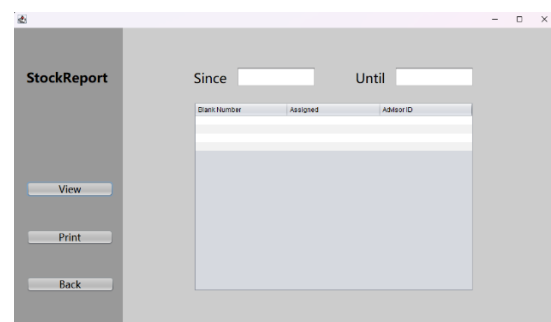 StockReport
Since
Until
Blank Number Assigned Advisor ID
View
Print
Back